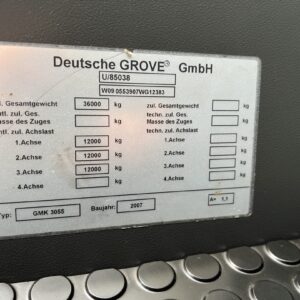 Deutsche GROVE® GmbH
U/85038
W09 0553907WG12383
Gesamtgewicht 36000 kg zul. Gesamtgewicht kg
zul. Ges. techn. zul. Ges.
Masse des Zuges kg Masse des Zuges kg
zul. Achslast techn. zul. Achslast
1.Achse 12000 kg 1.Achse kg
2.Achse 12000 kg 2.Achse kg
3.Achse 12000 kg 3.Achse kg
4.Achse kg 4.Achse kg
Typ: GMK 3055 Baujahr: 2007 A= 1,1